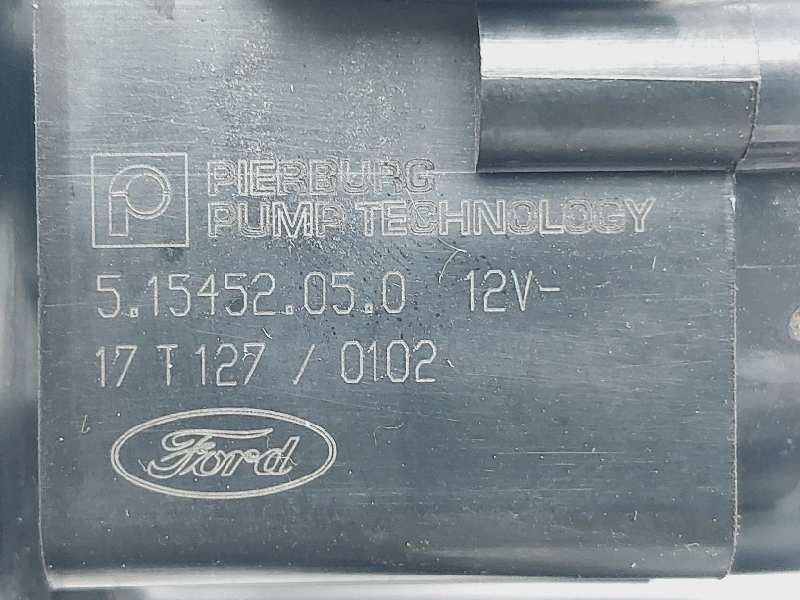 PIERBURG
PUMP TECHNOLOGY
5.15452.05.0 12V-
17 T 127 / 0102
Ford